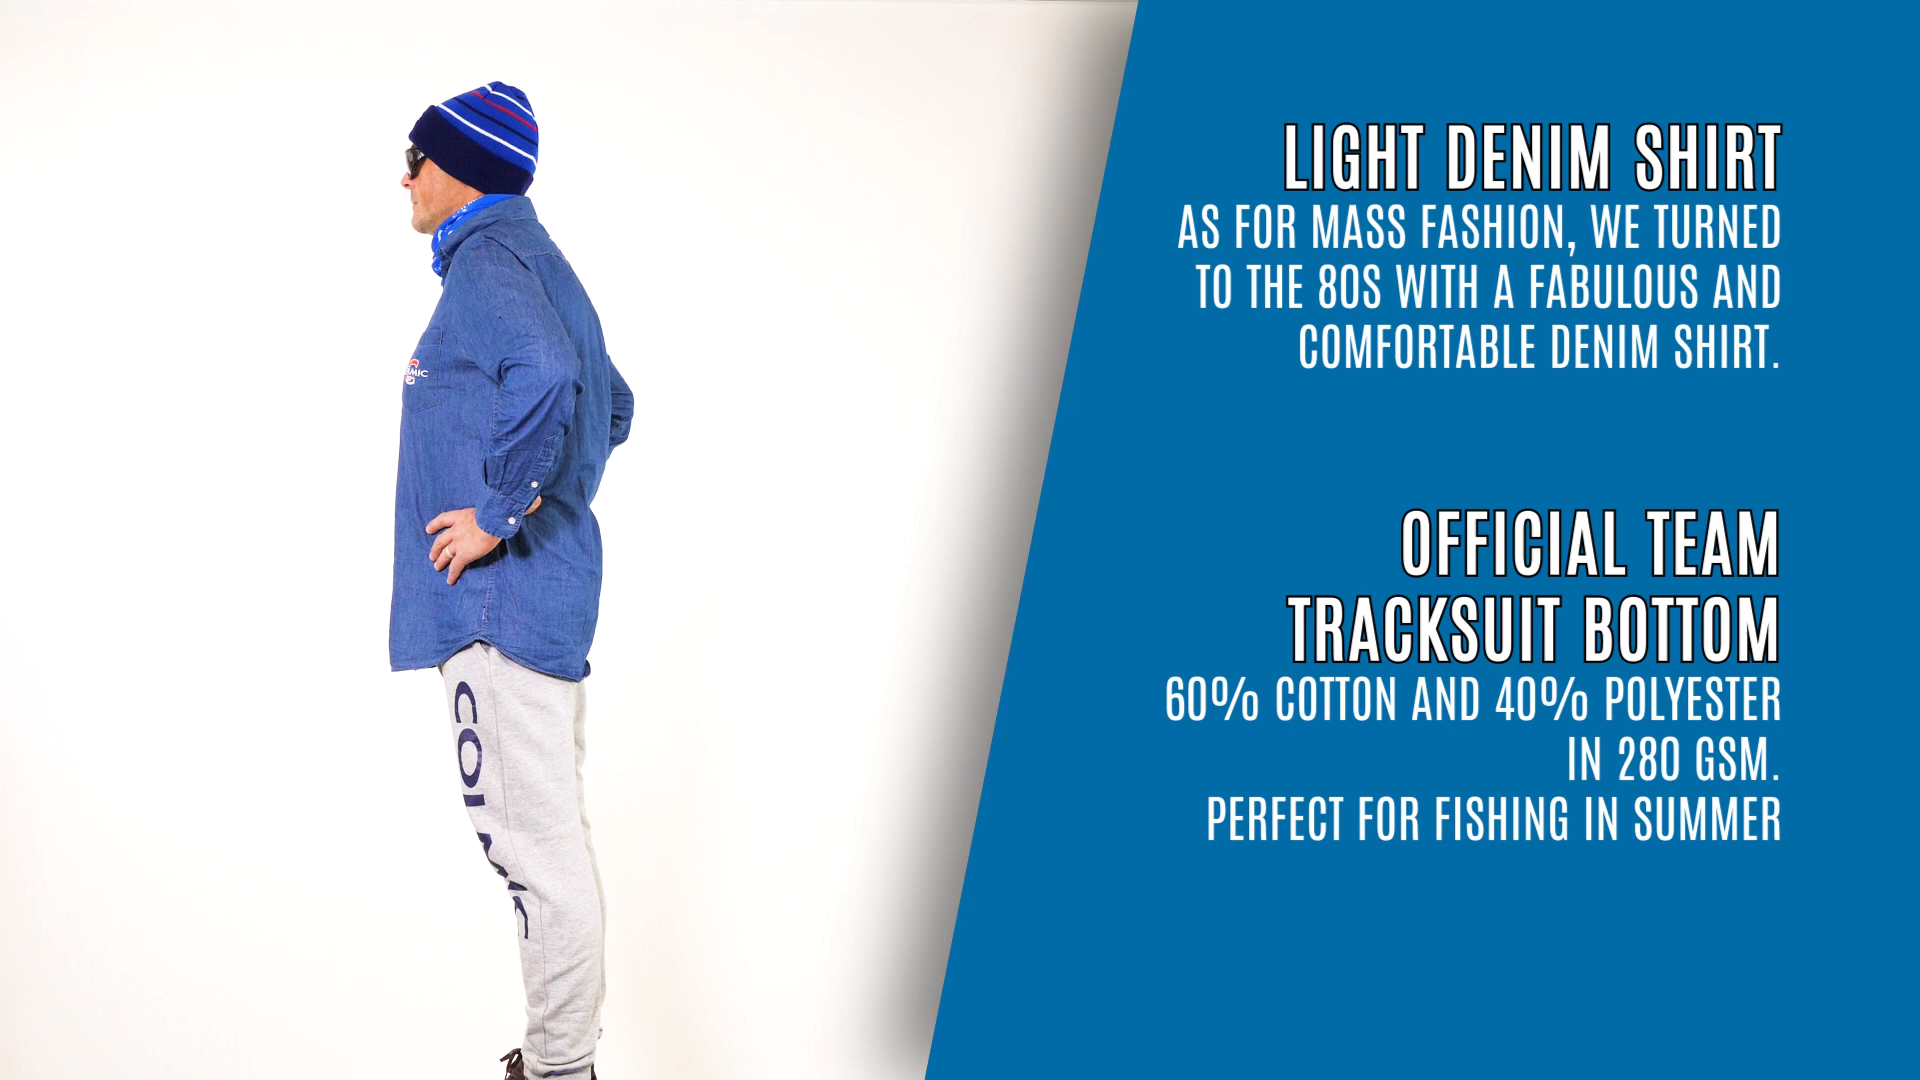 LIGHT DENIM SHIRT
AS FOR MASS FASHION, WE TURNED
TO THE 80S WITH A FABULOUS AND
COMFORTABLE DENIM SHIRT.
OFFICIAL TEAM
TRACKSUIT BOTTOM
60% COTTON AND 40% POLYESTER
IN 280 GSM.
PERFECT FOR FISHING IN SUMMER
COLMIC